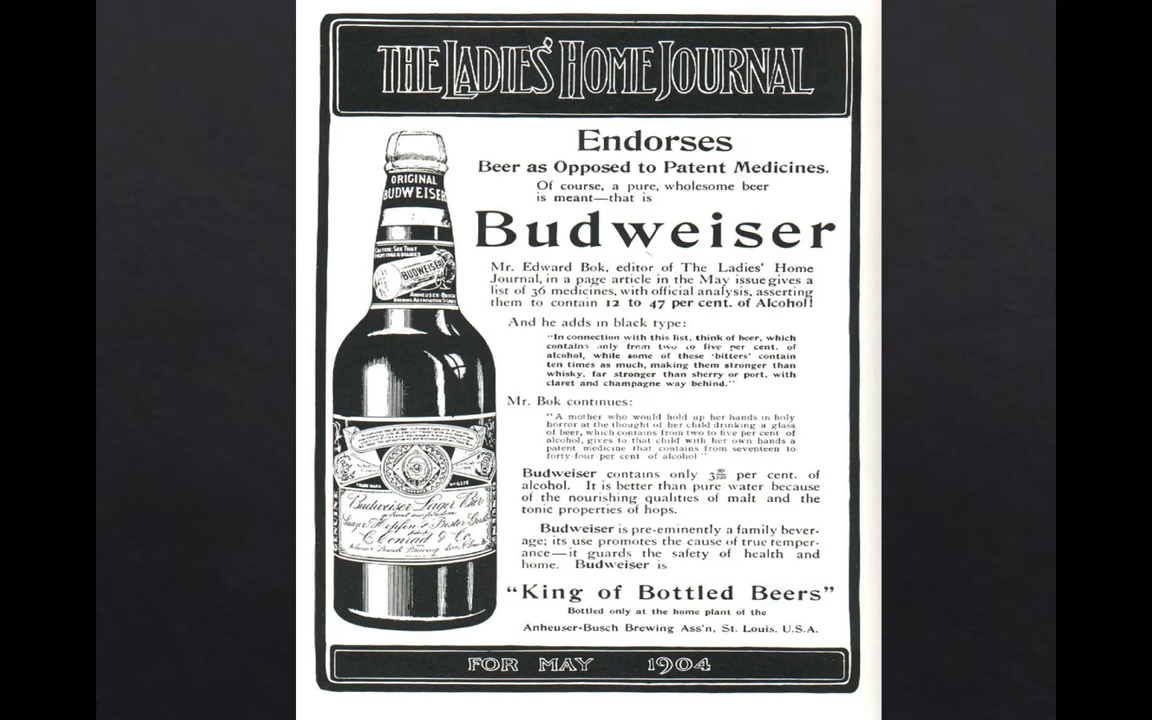 THE LADIES' HOME JOURNAL
Endorses
Beer as Opposed to Patent Medicines.
Of course, a pure, wholesome beer
is meant—that is
Budweiser
Mr. Edward Bok, editor of The Ladies' Home
Journal, in a page article in the May issue gives a
list of 36 medicines, with official analysis, asserting
them to contain 12 to 47 per cent. of Alcohol!
And he adds in black type:
"In connection with this list, think of beer, which
contains only from two to five per cent. of
alcohol, while some of these 'bitters' contain
ten times as much, making them stronger than
whisky, far stronger than sherry or port, with
claret and champagne way behind."
Mr. Bok continues:
"A mother who would hold up her hands in holy
horror at the thought of her child drinking a glass
of beer, which contains from two to five per cent of
alcohol, gives to that child with her own hands a
patent medicine that contains from seventeen to
forty-four per cent of alcohol"
Budweiser contains only 3 per cent. of
alcohol. It is better than pure water because
of the nourishing qualities of malt and the
tonic properties of hops.
Budweiser is pre-eminently a family bever-
age; its use promotes the cause of true temper-
ance—it guards the safety of health and
home. Budweiser is
"King of Bottled Beers"
Bottled only at the home plant of the
Anheuser-Busch Brewing Ass'n, St. Louis, U.S.A.
FOR MAY 1904
ORIGINAL
BUDWEISER
BUDWEISER
ANHEUSER-BUSCH
TRADE MARK
GENUINE
Budweiser Lager Bier
C. Conrad & Co.